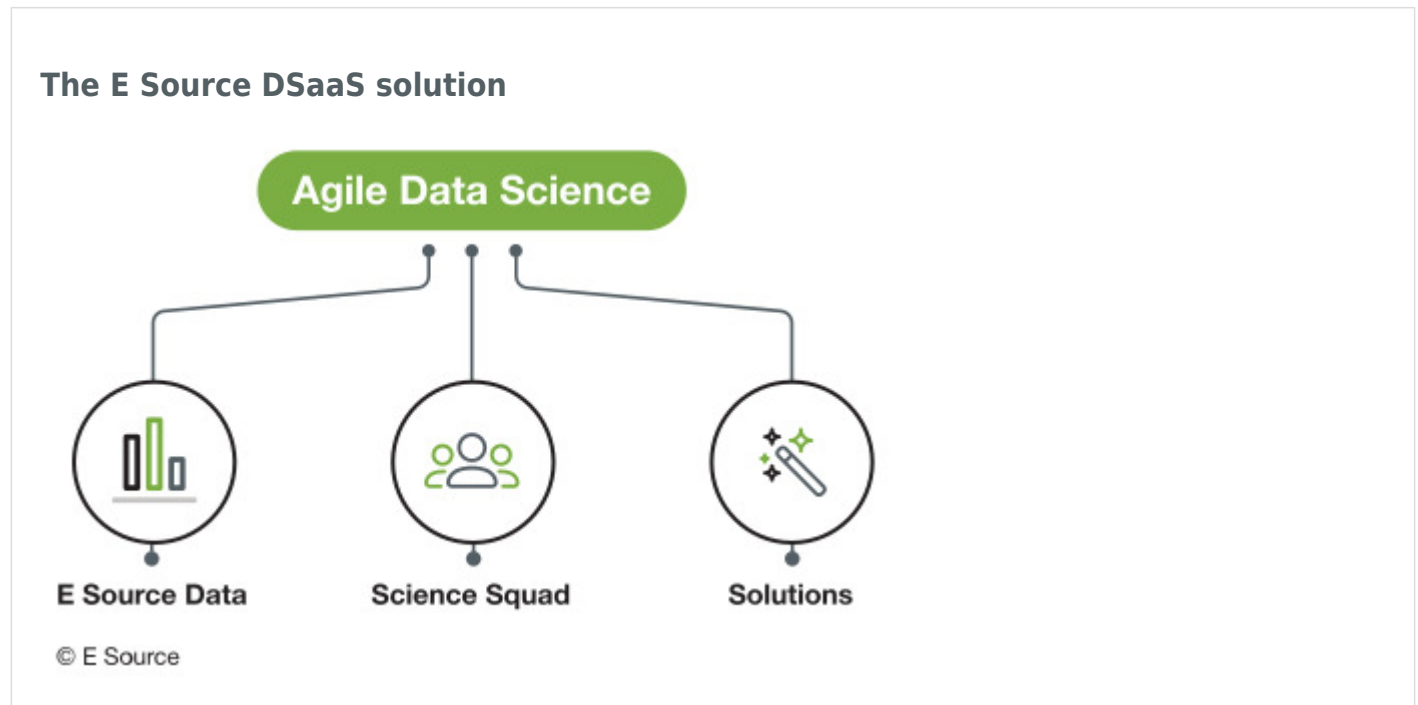 The E Source DSaaS solution
Agile Data Science
E Source Data
Science Squad
Solutions
© E Source